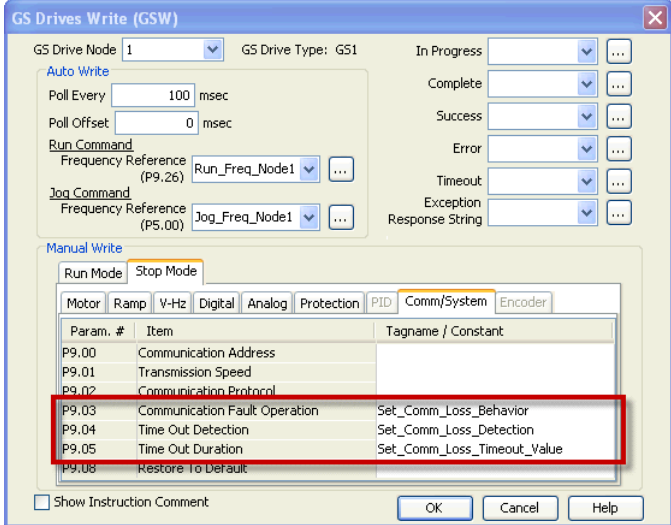 GS Drives Write (GSW)
GS Drive Node 1 GS Drive Type: GS1
Auto Write
Poll Every 100 msec
Poll Offset 0 msec
Run Command
Frequency Reference
(P9.26) Run_Freq_Node1 ...
Jog Command
Frequency Reference
(P5.00) Jog_Freq_Node1 ...
In Progress ...
Complete ...
Success ...
Error ...
Timeout ...
Exception
Response String ...
Manual Write
Run Mode Stop Mode
Motor Ramp V-Hz Digital Analog Protection PID Comm/System Encoder
Param. # Item Tagname / Constant
P9.00 Communication Address
P9.01 Transmission Speed
P9.02 Communication Protocol
P9.03 Communication Fault Operation Set_Comm_Loss_Behavior
P9.04 Time Out Detection Set_Comm_Loss_Detection
P9.05 Time Out Duration Set_Comm_Loss_Timeout_Value
P9.08 Restore To Default
Show Instruction Comment OK Cancel Help